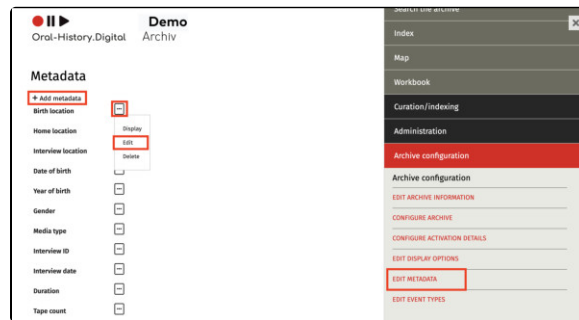 Demo
Oral-History.Digital Archiv
Metadata
+ Add metadata
Birth location
Display
Home location
Edit
Interview location
Delete
Date of birth
Year of birth
Gender
Media type
Interview ID
Interview date
Duration
Tape count
Search the archive
Index
Map
Workbook
Curation/indexing
Administration
Archive configuration
Archive configuration
EDIT ARCHIVE INFORMATION
CONFIGURE ARCHIVE
CONFIGURE ACTIVATION DETAILS
EDIT DISPLAY OPTIONS
EDIT METADATA
EDIT EVENT TYPES